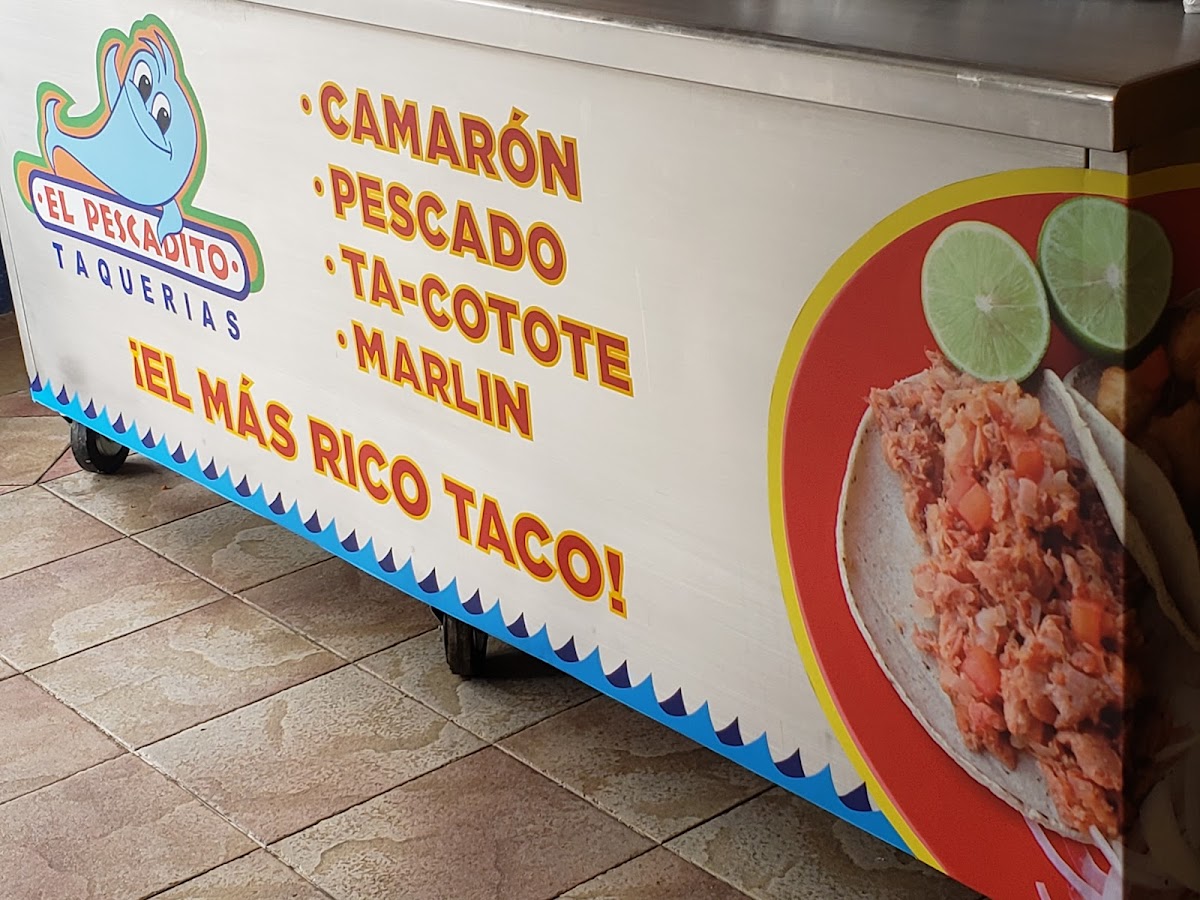 ·EL PESCADITO·
TAQUERIAS
· CAMARÓN
· PESCADO
· TA-COTOTE
· MARLIN
¡EL MÁS RICO TACO!